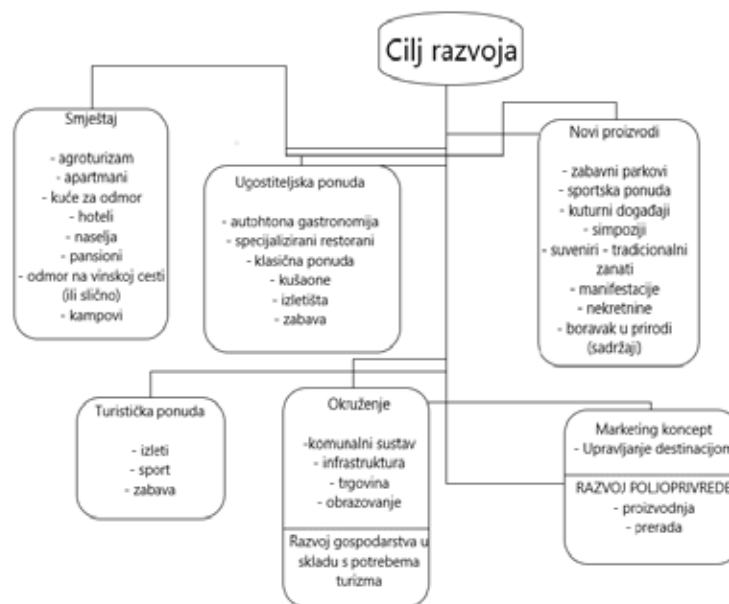 Cilj razvoja
Smještaj
- agroturizam
- apartmani
- kuće za odmor
- hoteli
- naselja
- pansioni
- odmor na vinskoj cesti
(ili slično)
- kampovi
Ugostiteljska ponuda
- autohtona gastronomija
- specijalizirani restorani
- klasična ponuda
- kušaone
- izletišta
- zabava
Novi proizvodi
- zabavni parkovi
- sportska ponuda
- kuturni događaji
- simpoziji
- suveniri - tradicionalni
zanati
- manifestacije
- nekretnine
- boravak u prirodi
(sadržaji)
Turistička ponuda
- izleti
- sport
- zabava
Okruženje
-komunalni sustav
- infrastruktura
- trgovina
- obrazovanje
Razvoj gospodarstva u
skladu s potrebema
turizma
Marketing koncept
- Upravljanje destinacijom
RAZVOJ POLJOPRIVREDE
- proizvodnja
- prerada